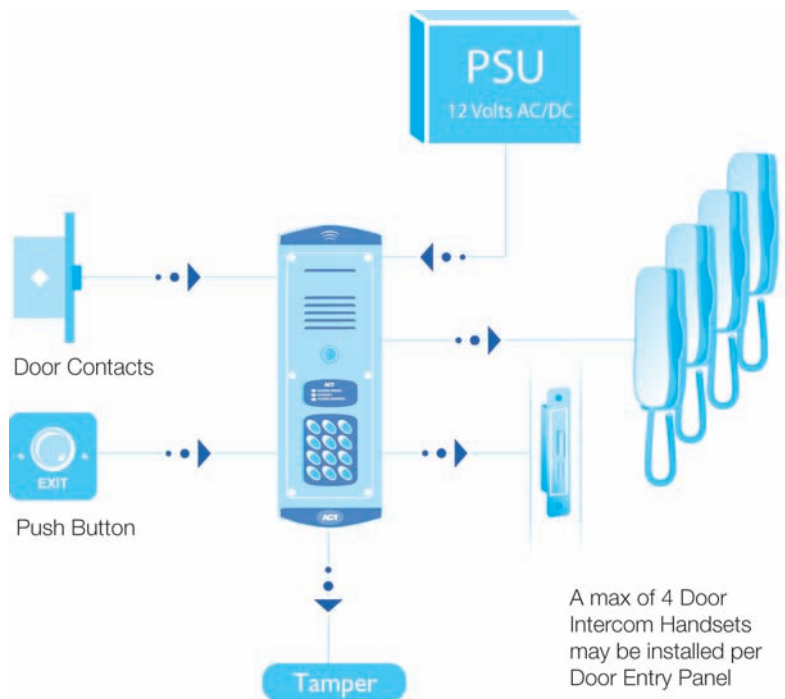 PSU
12 Volts AC/DC
Door Contacts
ACT
EXIT
Push Button
ACT
A max of 4 Door
Intercom Handsets
may be installed per
Door Entry Panel
Tamper